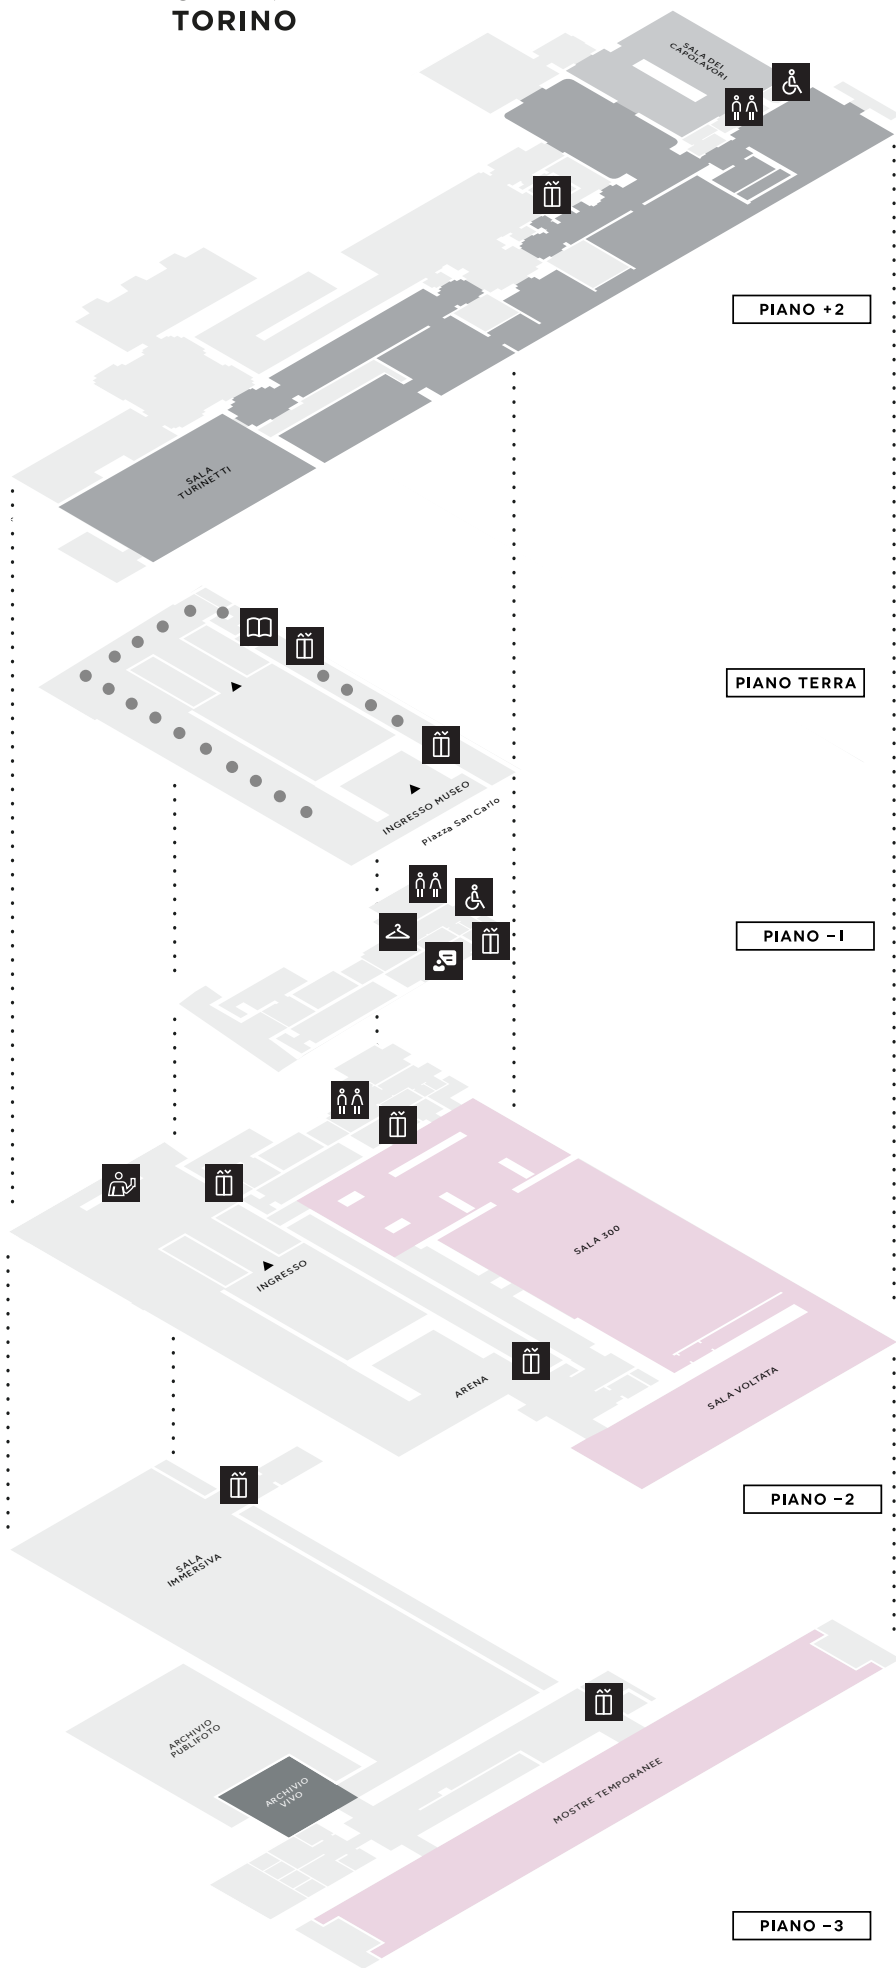 TORINO
SALA DEI
CAPOLAVORI
PIANO +2
SALA
TURINETTI
PIANO TERRA
INGRESSO MUSEO
Piazza San Carlo
PIANO -1
SALA 300
INGRESSO
ARENA
SALA VOLTATA
PIANO -2
SALA
IMMERSIVA
ARCHIVIO
PUBLIFOTO
ARCHIVIO
VIVO
MOSTRE TEMPORANEE
PIANO -3